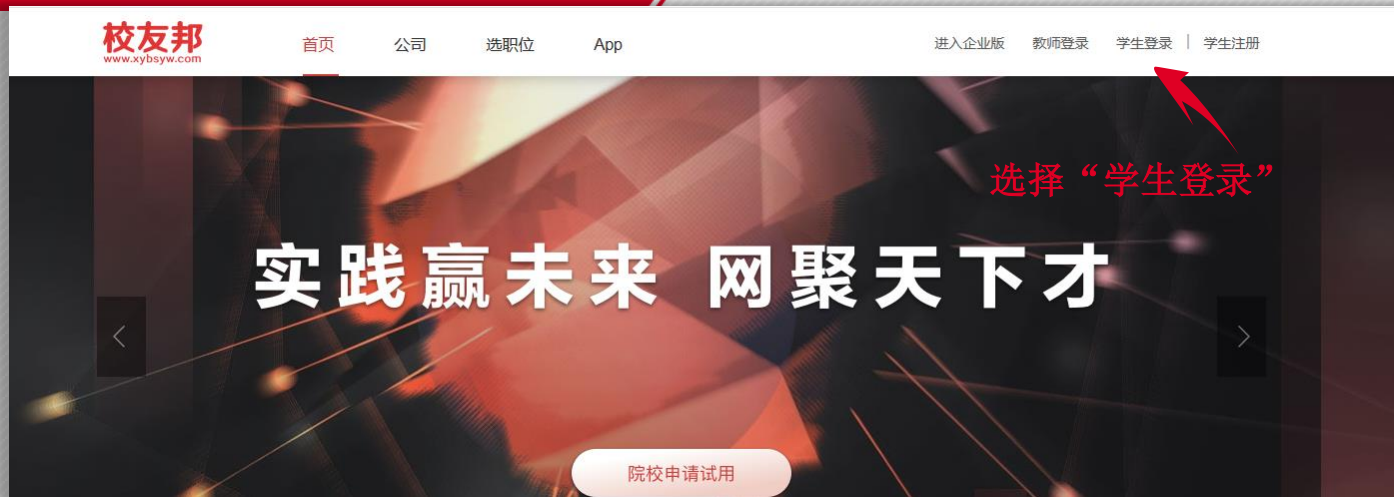 校友邦
www.xybsyw.com
首页 公司 选职位 App 进入企业版 教师登录 学生登录 | 学生注册
选择“学生登录”
实践赢未来 网聚天下才
院校申请试用